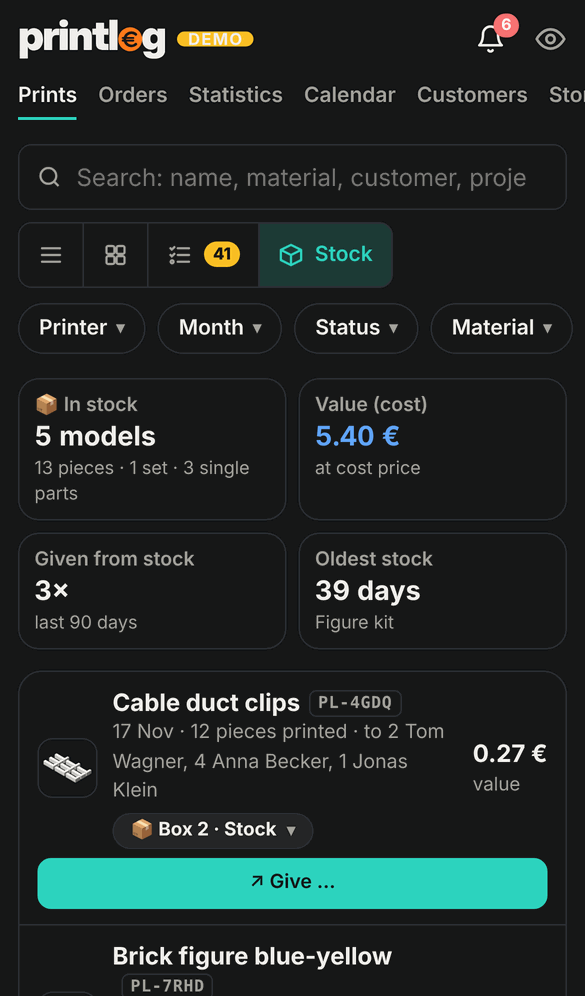 printl€g DEMO 6
Prints Orders Statistics Calendar Customers Stor
Search: name, material, customer, proje
41 Stock
Printer ▾ Month ▾ Status ▾ Material ▾
📦 In stock
5 models
13 pieces · 1 set · 3 single
parts
Value (cost)
5.40 €
at cost price
Given from stock
3×
last 90 days
Oldest stock
39 days
Figure kit
Cable duct clips PL-4GDQ
17 Nov · 12 pieces printed · to 2 Tom
Wagner, 4 Anna Becker, 1 Jonas
Klein
0.27 €
value
📦 Box 2 · Stock ▾
↗ Give ...
Brick figure blue-yellow
PL-7RHD